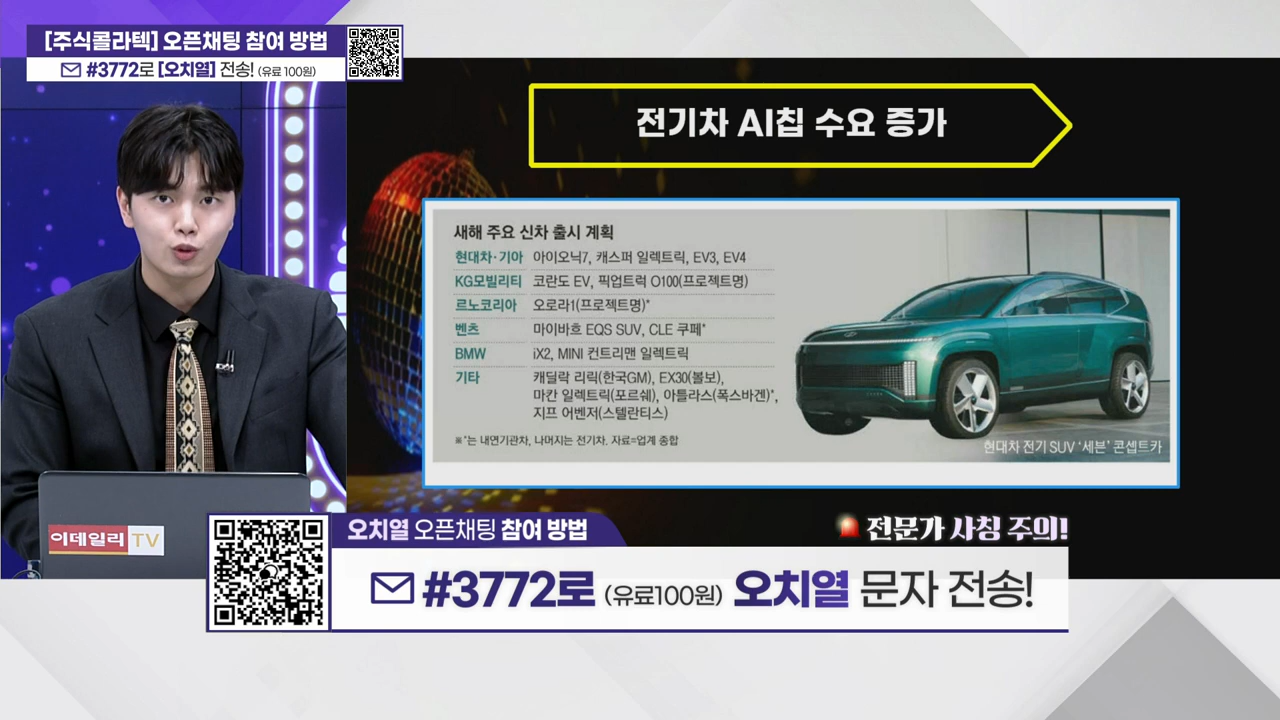 [주식콜라텍] 오픈채팅 참여 방법
#3772로 [오치열] 전송! (유료 100원)
전기차 AI칩 수요 증가
새해 주요 신차 출시 계획
현대차·기아 아이오닉7, 캐스퍼 일렉트릭, EV3, EV4
KG모빌리티 코란도 EV, 픽업트럭 O100(프로젝트명)
르노코리아 오로라1(프로젝트명)*
벤츠 마이바흐 EQS SUV, CLE 쿠페*
BMW iX2, MINI 컨트리맨 일렉트릭
기타 캐딜락 리릭(한국GM), EX30(볼보),
마칸 일렉트릭(포르쉐), 아틀라스(폭스바겐)*,
지프 어벤저(스텔란티스)
※*는 내연기관차, 나머지는 전기차. 자료=업계 종합
현대차 전기 SUV ‘세븐’ 콘셉트카
이데일리TV
오치열 오픈채팅 참여 방법
전문가 사칭 주의!
#3772로 (유료100원) 오치열 문자 전송!